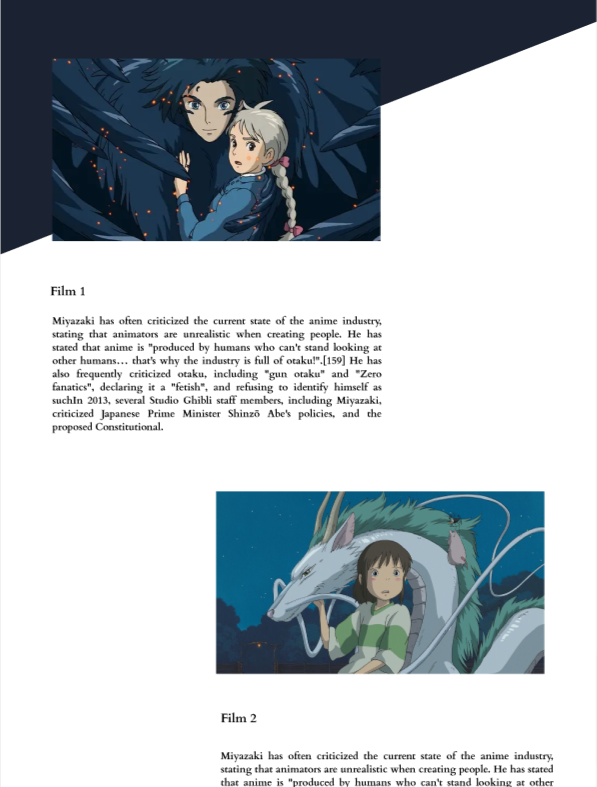 Film 1
Miyazaki has often criticized the current state of the anime industry,
stating that animators are unrealistic when creating people. He has
stated that anime is "produced by humans who can't stand looking at
other humans… that's why the industry is full of otaku!".[159] He has
also frequently criticized otaku, including "gun otaku" and "Zero
fanatics", declaring it a "fetish", and refusing to identify himself as
suchIn 2013, several Studio Ghibli staff members, including Miyazaki,
criticized Japanese Prime Minister Shinzō Abe's policies, and the
proposed Constitutional.
Film 2
Miyazaki has often criticized the current state of the anime industry,
stating that animators are unrealistic when creating people. He has stated
that anime is "produced by humans who can't stand looking at other